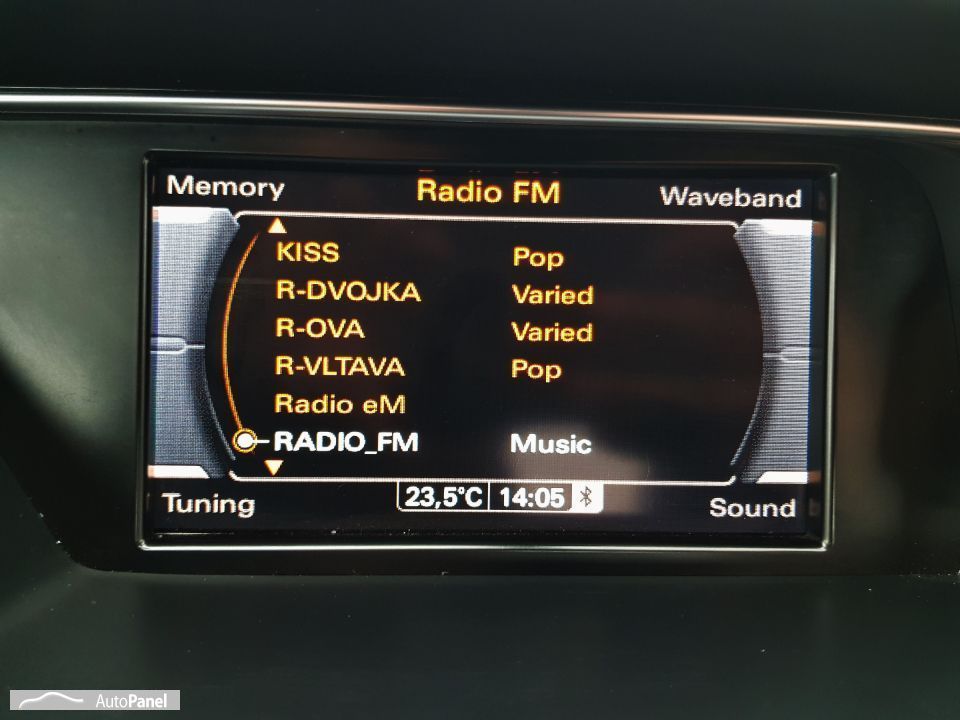 Memory Radio FM Waveband
KISS Pop
R-DVOJKA Varied
R-OVA Varied
R-VLTAVA Pop
Radio eM
RADIO_FM Music
Tuning 23,5°C 14:05 Sound
AutoPanel